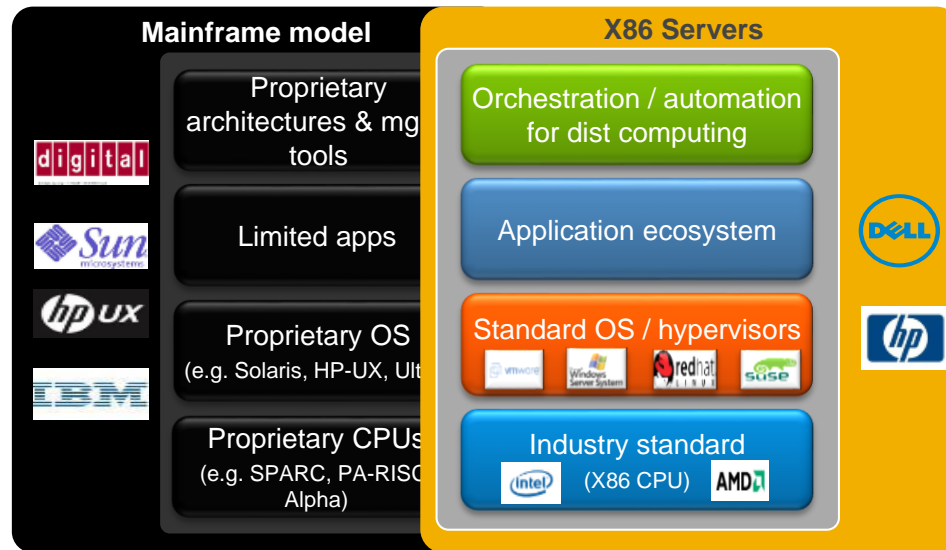 Mainframe model
Proprietary
architectures & mg
tools
Limited apps
Proprietary OS
(e.g. Solaris, HP-UX, Ult
Proprietary CPUs
(e.g. SPARC, PA-RISC
Alpha)
digital
Sun
microsystems
hp UX
IBM
X86 Servers
Orchestration / automation
for dist computing
Application ecosystem
Standard OS / hypervisors
vmware
Windows
Server System
redhat
LINUX
suse
Industry standard
intel
(X86 CPU)
AMD
DELL
hp